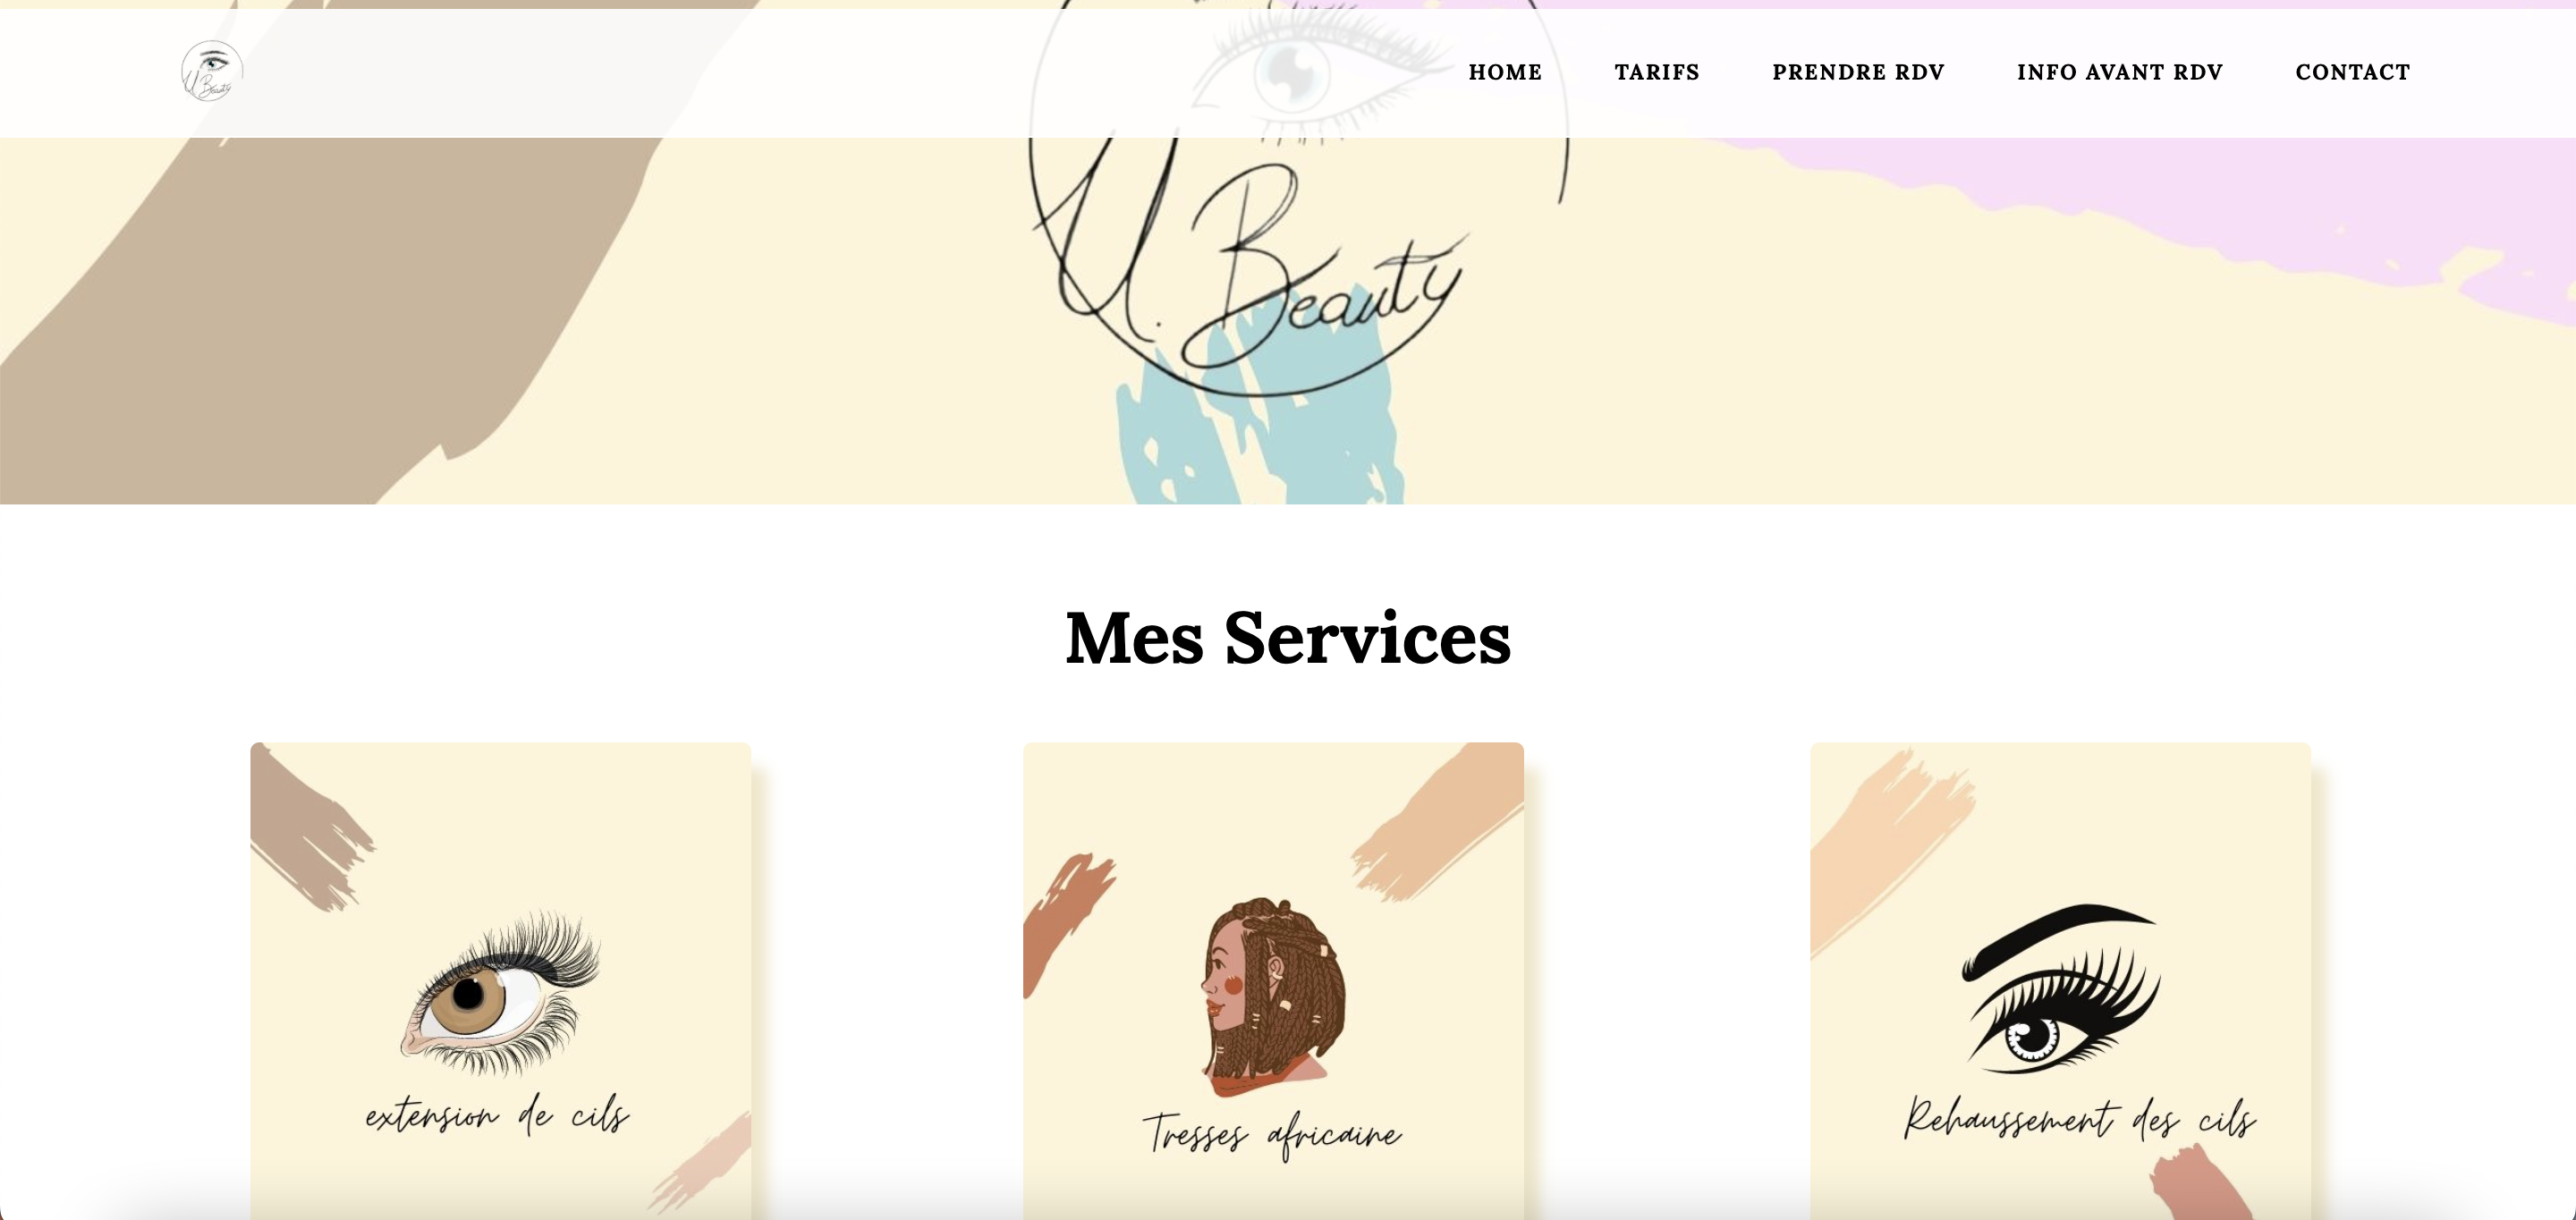 U. Beauty
HOME TARIFS PRENDRE RDV INFO AVANT RDV CONTACT
U. Beauty
Mes Services
extension de cils
Tresses africaine
Rehaussement des cils